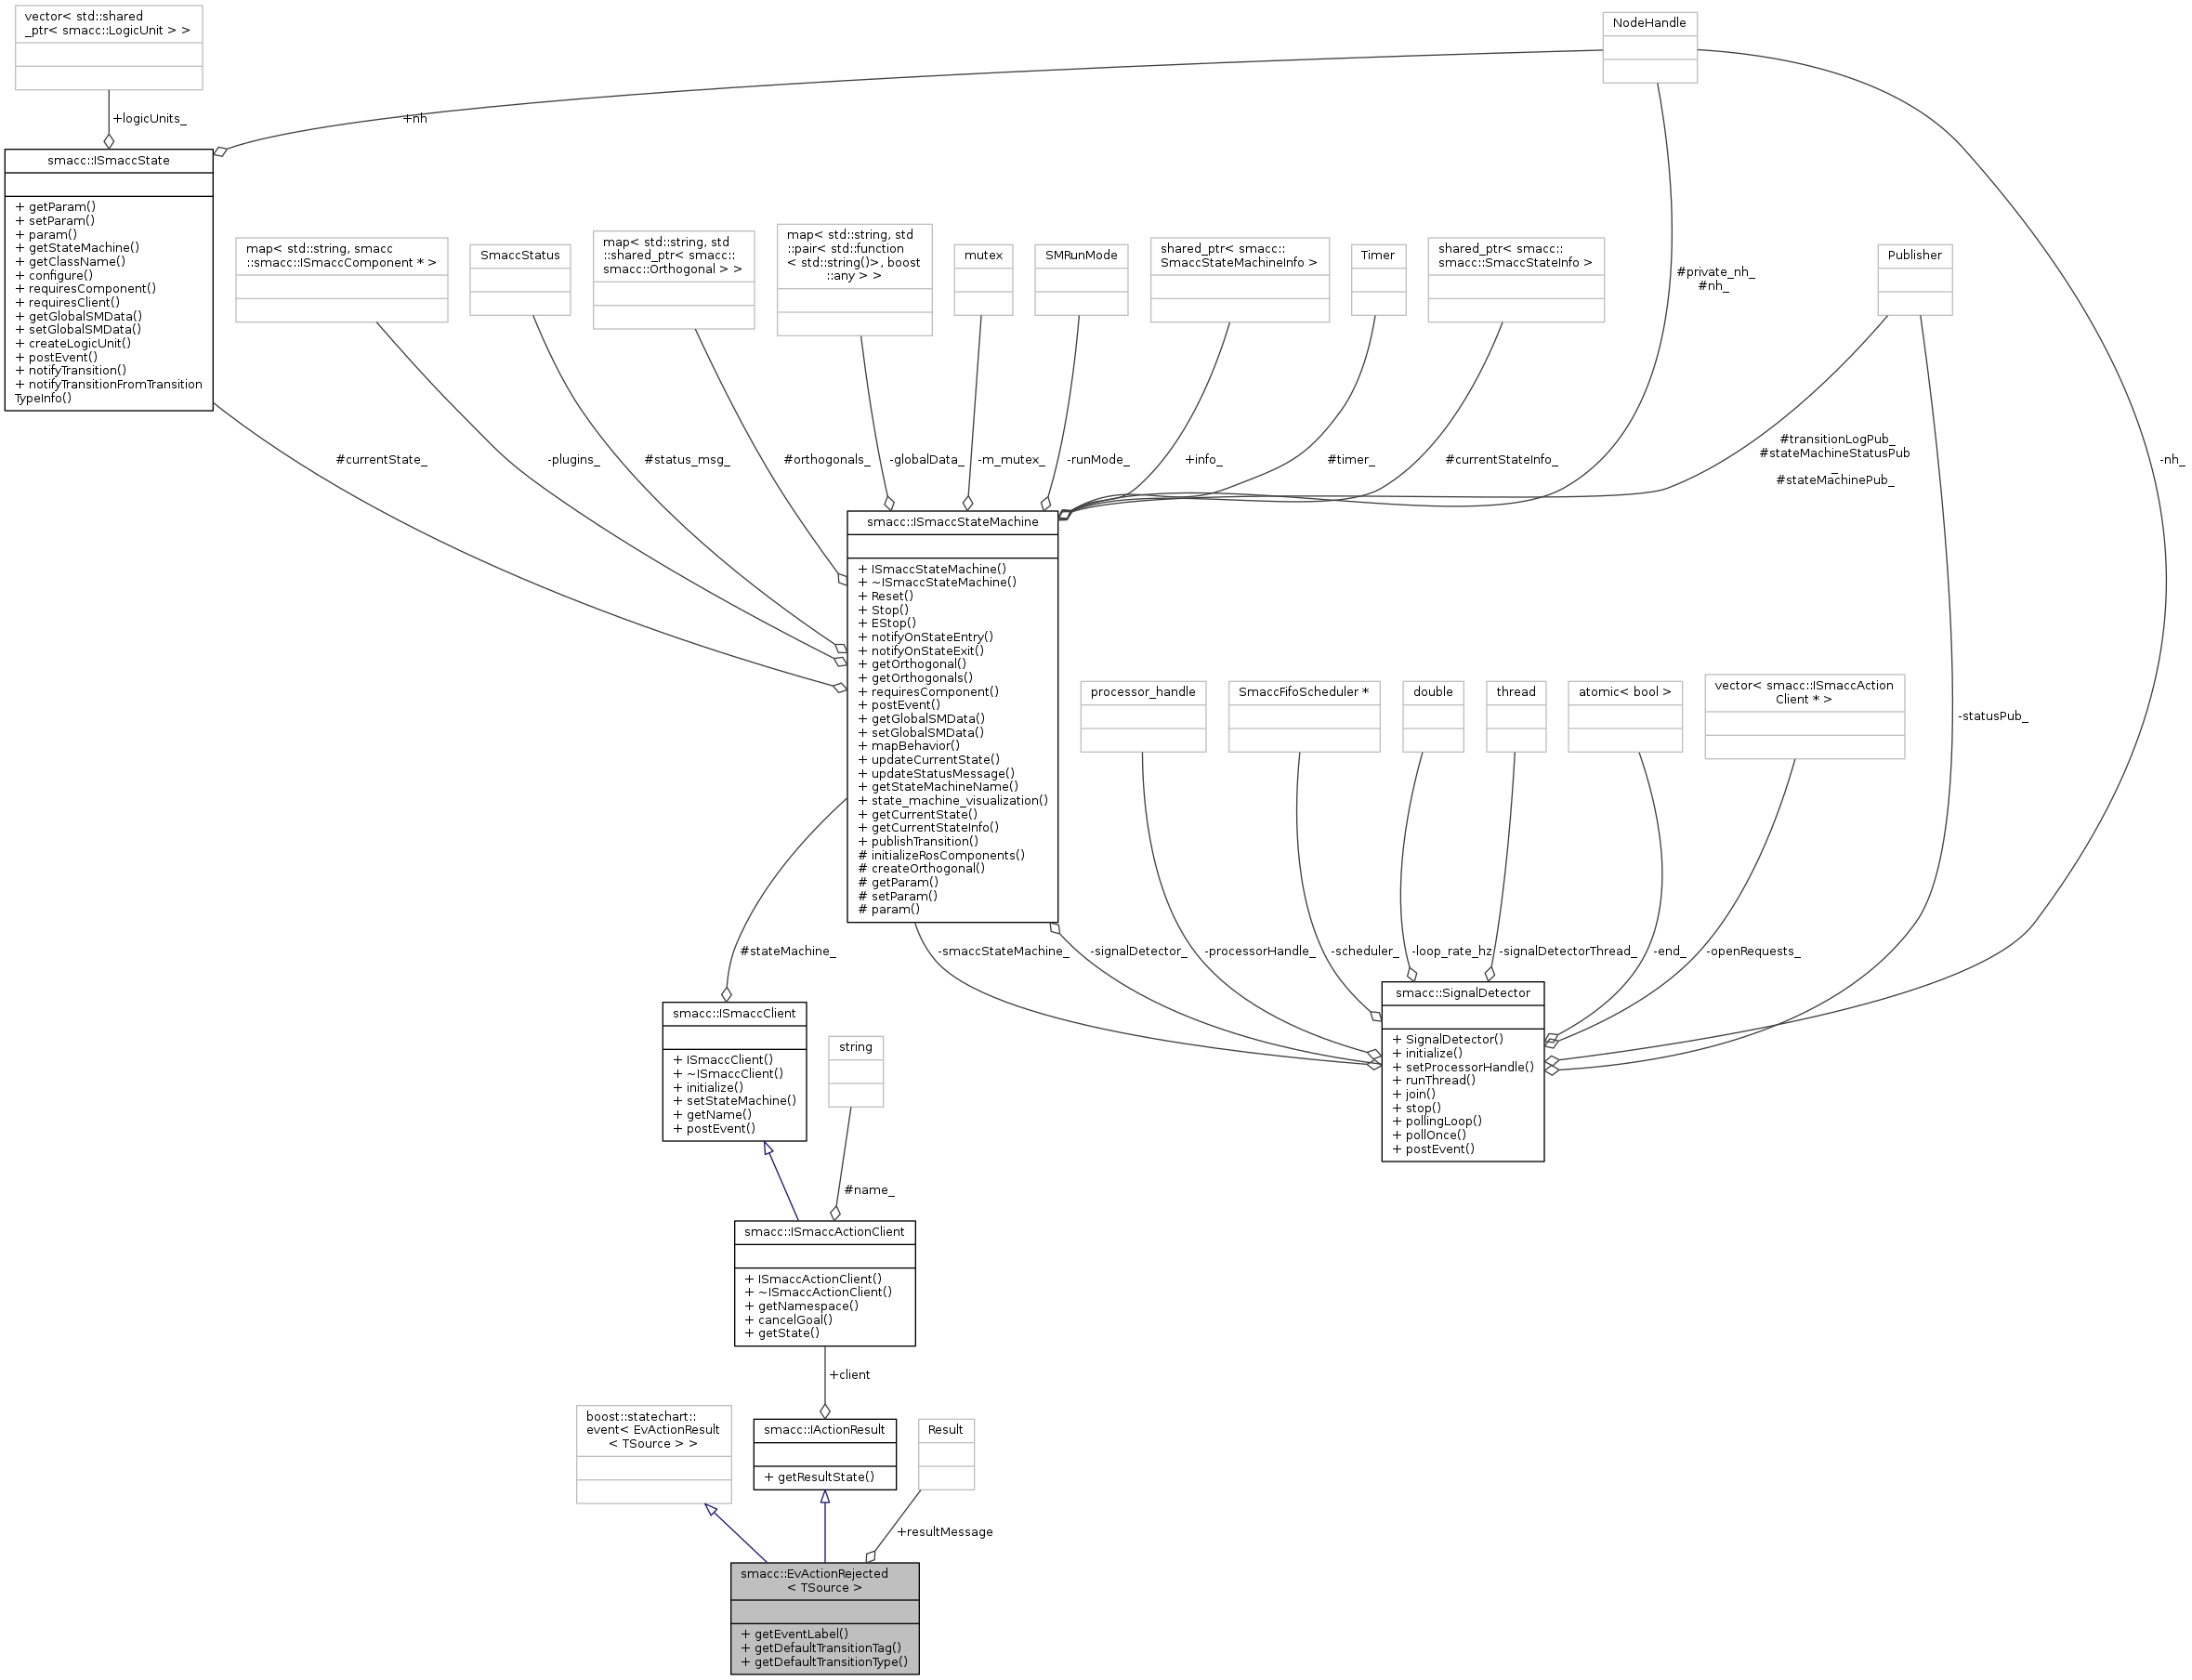 vector< std::shared
_ptr< smacc::LogicUnit > >
NodeHandle
+logicUnits_
+nh
smacc::ISmaccState
+ getParam()
+ setParam()
+ param()
+ getStateMachine()
+ getClassName()
+ configure()
+ requiresComponent()
+ requiresClient()
+ getGlobalSMData()
+ setGlobalSMData()
+ createLogicUnit()
+ postEvent()
+ notifyTransition()
+ notifyTransitionFromTransition
TypeInfo()
map< std::string, smacc
::smacc::ISmaccComponent * >
SmaccStatus
map< std::string, std
::shared_ptr< smacc::
smacc::Orthogonal > >
map< std::string, std
::pair< std::function
< std::string()>, boost
::any > >
mutex
SMRunMode
shared_ptr< smacc::
SmaccStateMachineInfo >
Timer
shared_ptr< smacc::
smacc::SmaccStateInfo >
#private_nh_
#nh_
Publisher
#currentState_
-plugins_
#status_msg_
#orthogonals_
-globalData_
-m_mutex_
-runMode_
+info_
#timer_
#currentStateInfo_
#transitionLogPub_
#stateMachineStatusPub
_
#stateMachinePub_
-nh_
smacc::ISmaccStateMachine
+ ISmaccStateMachine()
+ ~ISmaccStateMachine()
+ Reset()
+ Stop()
+ EStop()
+ notifyOnStateEntry()
+ notifyOnStateExit()
+ getOrthogonal()
+ getOrthogonals()
+ requiresComponent()
+ postEvent()
+ getGlobalSMData()
+ setGlobalSMData()
+ mapBehavior()
+ updateCurrentState()
+ updateStatusMessage()
+ getStateMachineName()
+ state_machine_visualization()
+ getCurrentState()
+ getCurrentStateInfo()
+ publishTransition()
# initializeRosComponents()
# createOrthogonal()
# getParam()
# setParam()
# param()
processor_handle
SmaccFifoScheduler *
double
thread
atomic< bool >
vector< smacc::ISmaccAction
Client * >
-statusPub_
#stateMachine_
-smaccStateMachine_
-signalDetector_
-processorHandle_
-scheduler_
-loop_rate_hz
-signalDetectorThread_
-end_
-openRequests_
smacc::SignalDetector
+ SignalDetector()
+ initialize()
+ setProcessorHandle()
+ runThread()
+ join()
+ stop()
+ pollingLoop()
+ pollOnce()
+ postEvent()
smacc::ISmaccClient
+ ISmaccClient()
+ ~ISmaccClient()
+ initialize()
+ setStateMachine()
+ getName()
+ postEvent()
string
#name_
smacc::ISmaccActionClient
+ ISmaccActionClient()
+ ~ISmaccActionClient()
+ getNamespace()
+ cancelGoal()
+ getState()
+client
boost::statechart::
event< EvActionResult
< TSource > >
smacc::IActionResult
+ getResultState()
Result
+resultMessage
smacc::EvActionRejected
< TSource >
+ getEventLabel()
+ getDefaultTransitionTag()
+ getDefaultTransitionType()